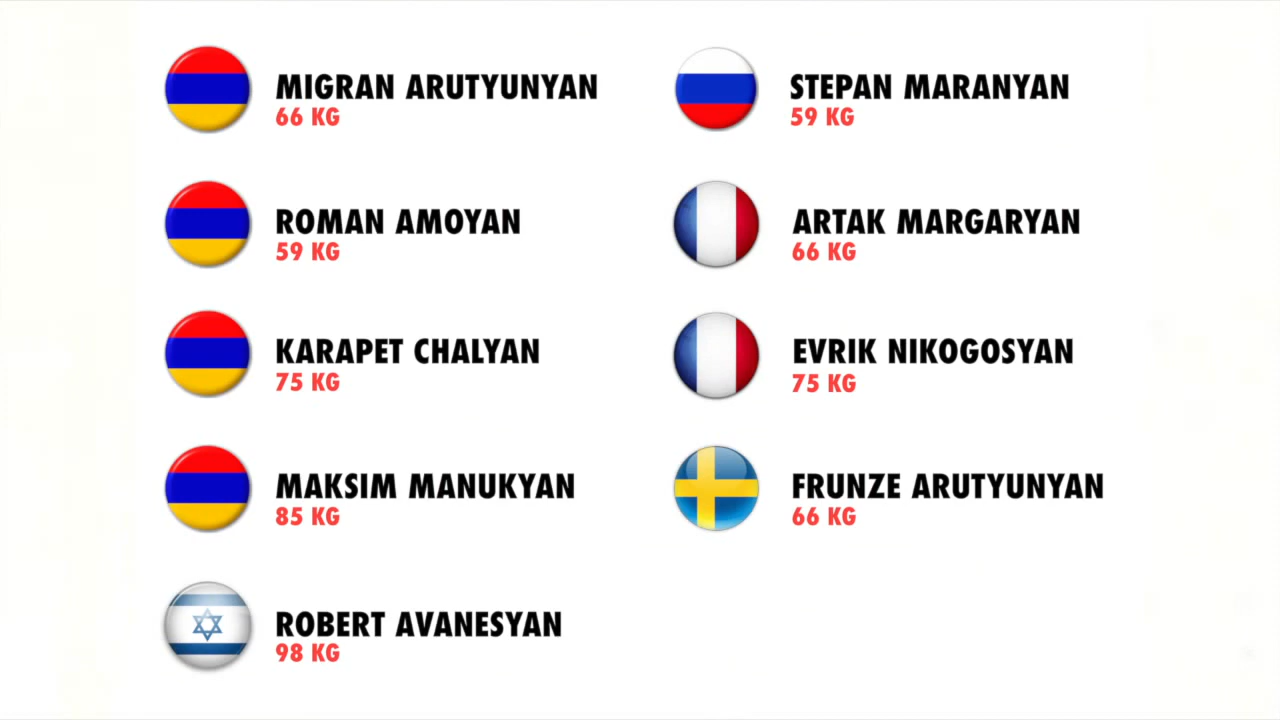 MIGRAN ARUTYUNYAN
66 KG
ROMAN AMOYAN
59 KG
KARAPET CHALYAN
75 KG
MAKSIM MANUKYAN
85 KG
ROBERT AVANESYAN
98 KG
STEPAN MARANYAN
59 KG
ARTAK MARGARYAN
66 KG
EVRIK NIKOGOSYAN
75 KG
FRUNZE ARUTYUNYAN
66 KG